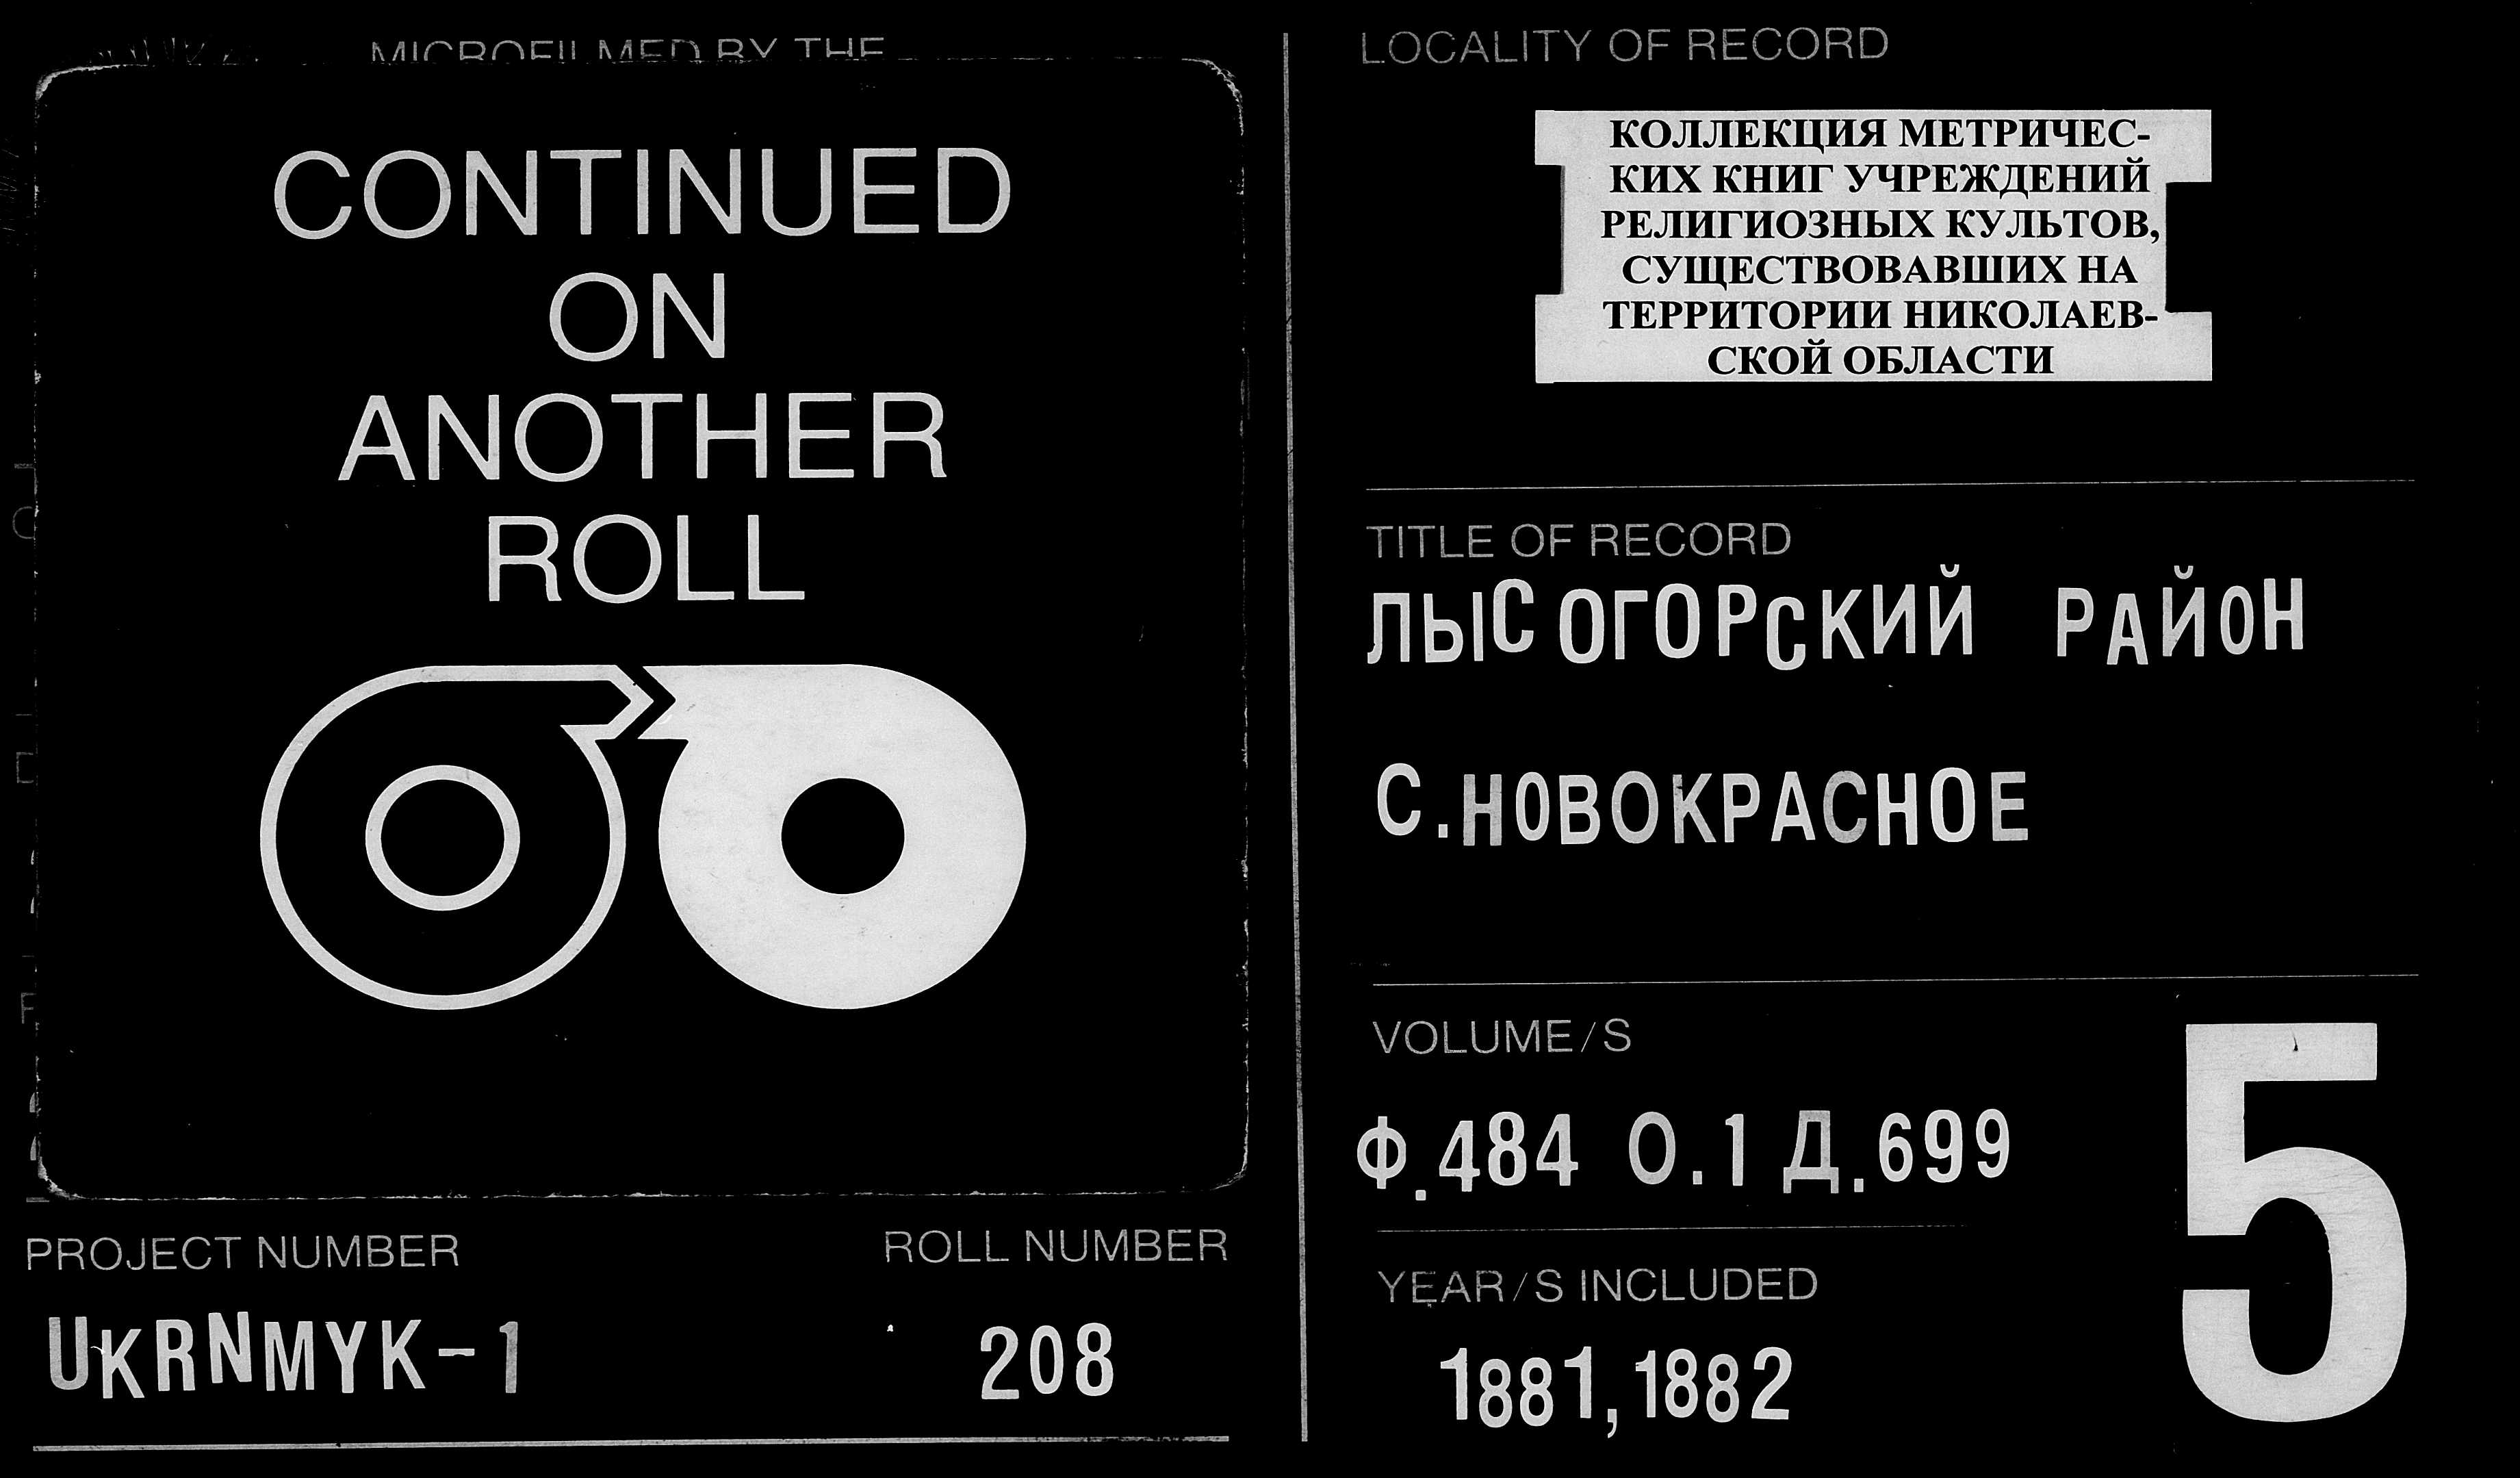 MICROFILMED BY THE
CONTINUED
ON
ANOTHER
ROLL
PROJECT NUMBER
UKRNMYK-1
ROLL NUMBER
208
LOCALITY OF RECORD
КОЛЛЕКЦИЯ МЕТРИЧЕС-
КИХ КНИГ УЧРЕЖДЕНИЙ
РЕЛИГИОЗНЫХ КУЛЬТОВ,
СУЩЕСТВОВАВШИХ НА
ТЕРРИТОРИИ НИКОЛАЕВ-
СКОЙ ОБЛАСТИ
TITLE OF RECORD
ЛЫСОГОРСКИЙ РАЙОН
С.НОВОКРАСНОЕ
VOLUME/S
Ф.484 О.1 Д.699
YEAR/S INCLUDED
1881,1882
5